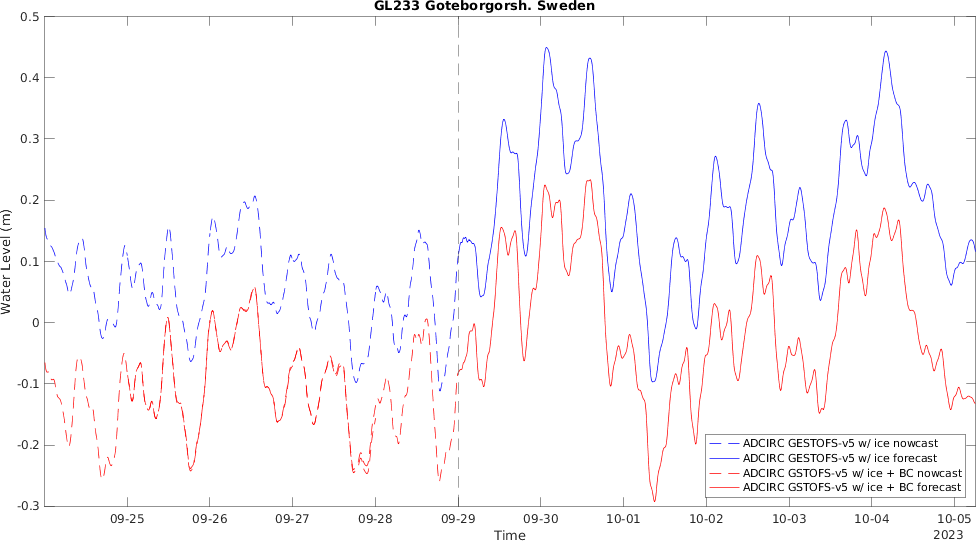 GL233 Goteborgorsh. Sweden
0.5
0.4
0.3
0.2
0.1
0
-0.1
-0.2
-0.3
Water Level (m)
09-25 09-26 09-27 09-28 09-29 09-30 10-01 10-02 10-03 10-04 10-05
Time
2023
ADCIRC GESTOFS-v5 w/ ice nowcast
ADCIRC GESTOFS-v5 w/ ice forecast
ADCIRC GSTOFS-v5 w/ ice + BC nowcast
ADCIRC GSTOFS-v5 w/ ice + BC forecast